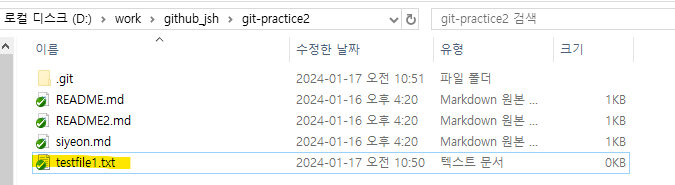 로컬 디스크 (D:) > work > github_jsh > git-practice2 git-practice2 검색
이름 수정한 날짜 유형 크기
.git 2024-01-17 오전 10:51 파일 폴더
README.md 2024-01-16 오후 4:20 Markdown 원본 ... 1KB
README2.md 2024-01-16 오후 4:20 Markdown 원본 ... 1KB
siyeon.md 2024-01-16 오후 4:20 Markdown 원본 ... 1KB
testfile1.txt 2024-01-17 오전 10:50 텍스트 문서 0KB